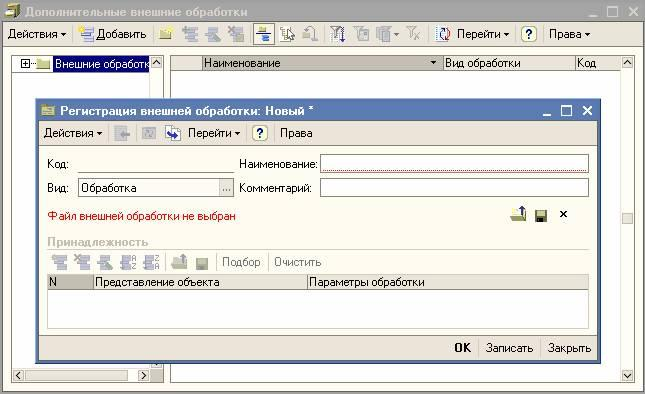 Дополнительные внешние обработки
Действия Добавить Перейти ? Права
Внешние обработк Наименование Вид обработки Код
Регистрация внешней обработки: Новый *
Действия Перейти ? Права
Код: Наименование:
Вид: Обработка ... Комментарий:
Файл внешней обработки не выбран
Принадлежность
Подбор Очистить
N Представление объекта Параметры обработки
OK Записать Закрыть